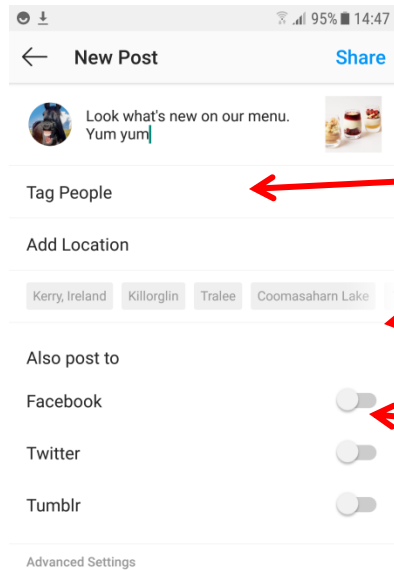 95% 14:47
New Post Share
Look what's new on our menu.
Yum yum
Tag People
Add Location
Kerry, Ireland Killorglin Tralee Coomasaharn Lake
Also post to
Facebook
Twitter
Tumblr
Advanced Settings